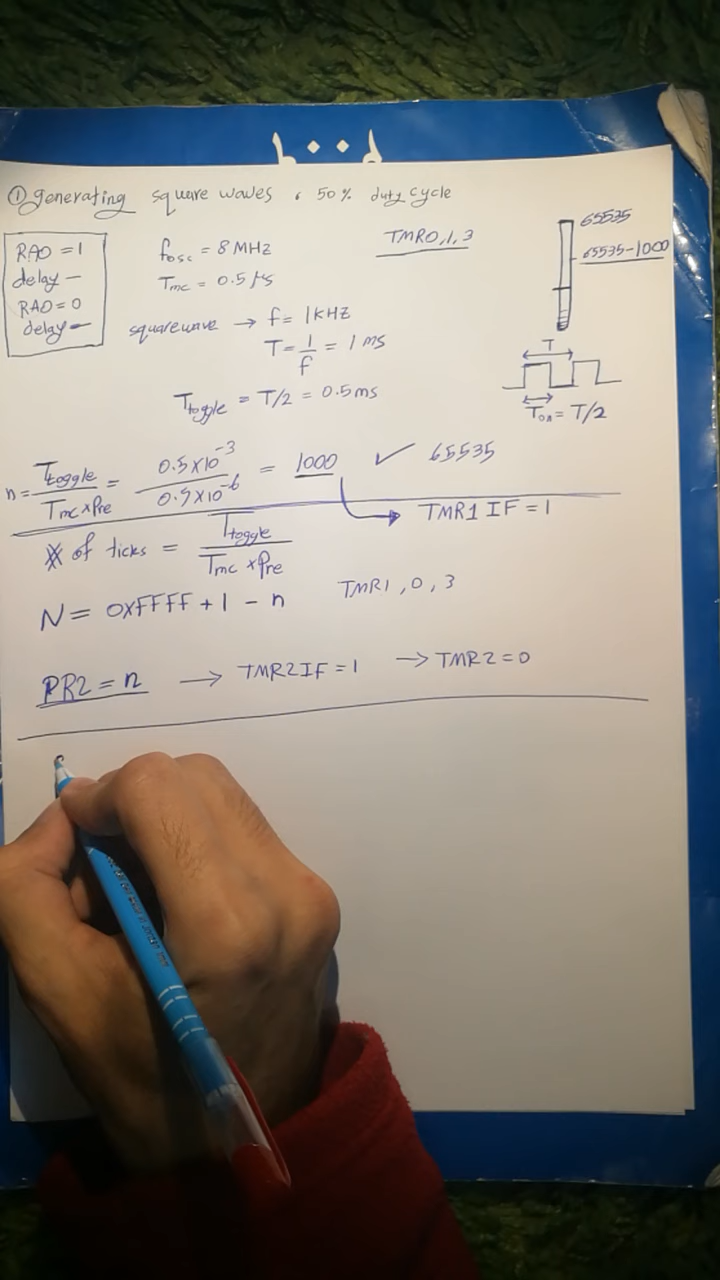 ① generating square waves, 50% duty cycle
RA0 = 1
delay —
RA0 = 0
delay —
fosc = 8 MHz
Tmc = 0.5 μs
TMR0,1,3
65535
65535-1000
squarewave → f = 1 KHz
T = 1/f = 1 ms
Ttoggle = T/2 = 0.5 ms
T
Ton = T/2
n = Ttoggle / Tmc × Pre = 0.5 × 10^-3 / 0.5 × 10^-6 = 1000 ✓ 65535
→ TMR1 IF = 1
# of ticks = Ttoggle / Tmc × Pre
N = 0xFFFF + 1 - n TMR1, 0, 3
PR2 = n → TMR2IF = 1 → TMR2 = 0